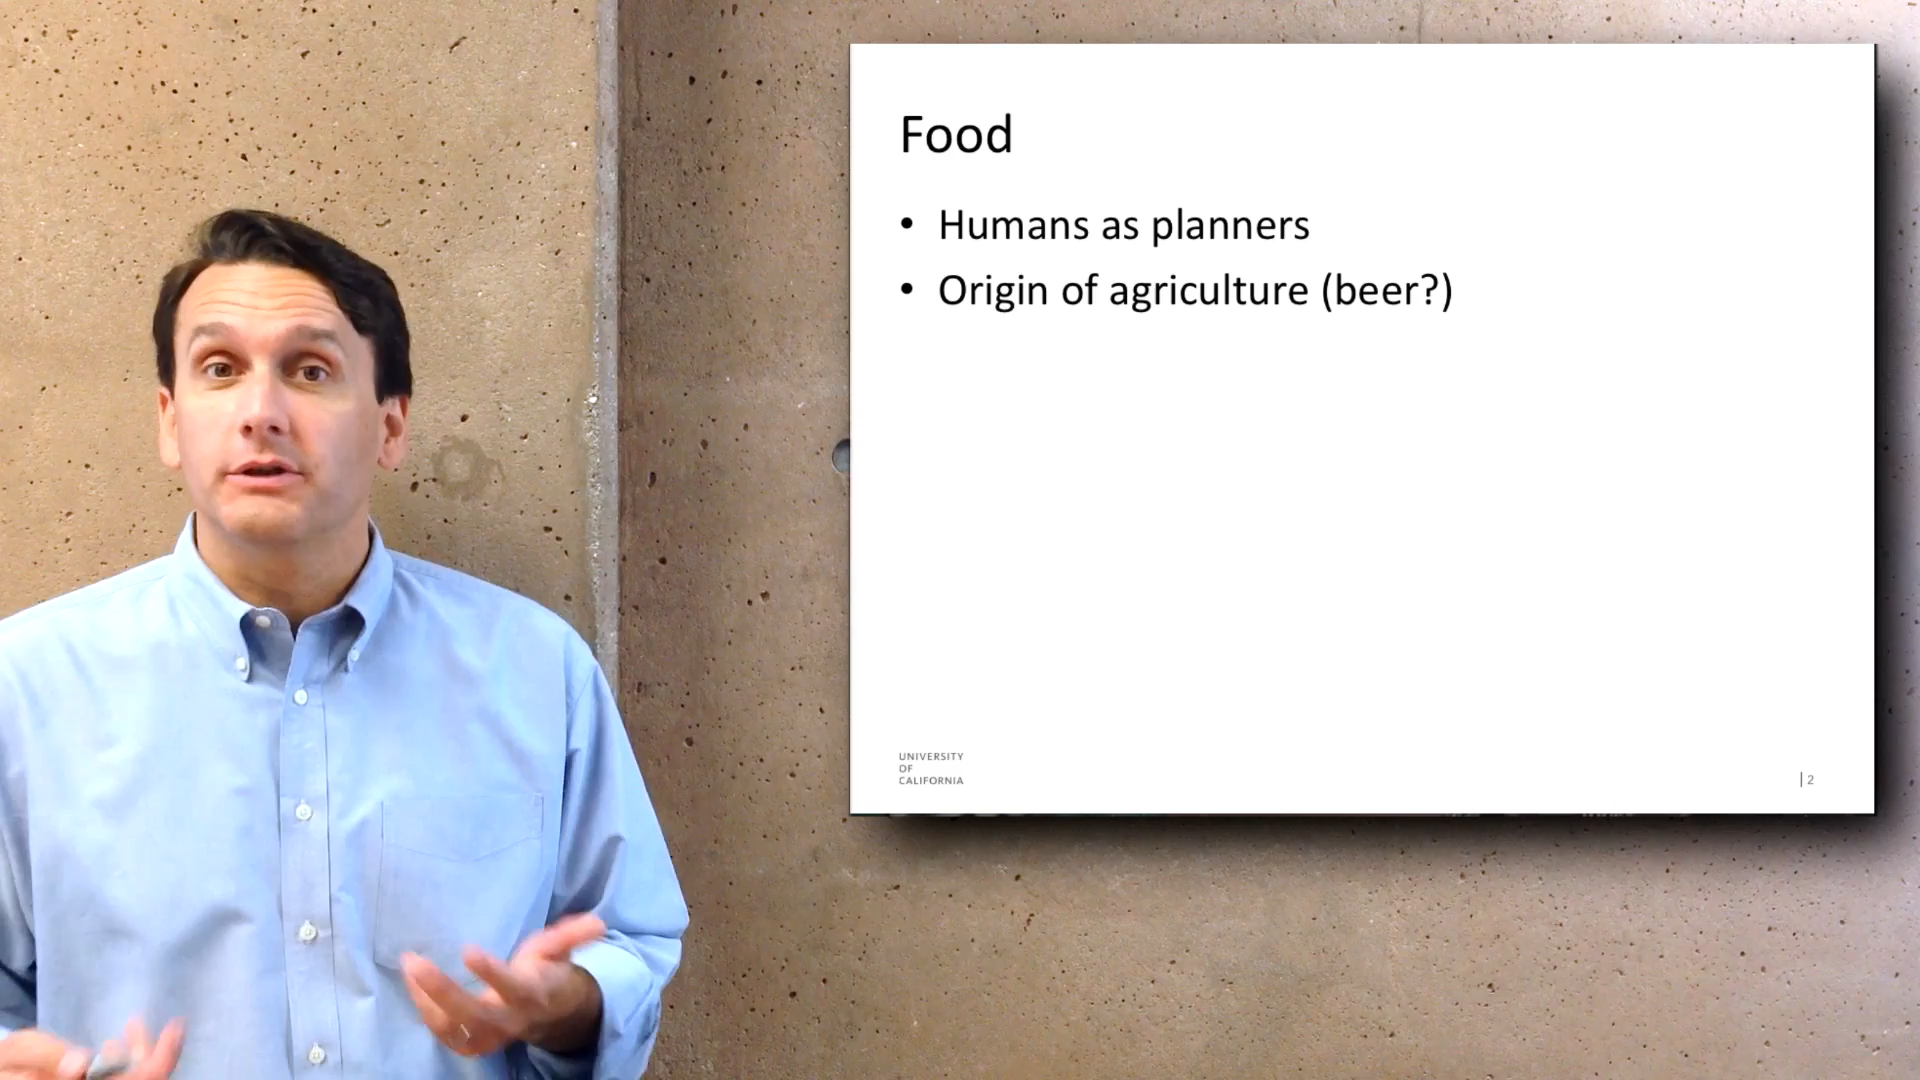 Food
• Humans as planners
• Origin of agriculture (beer?)
UNIVERSITY
OF
CALIFORNIA
| 2